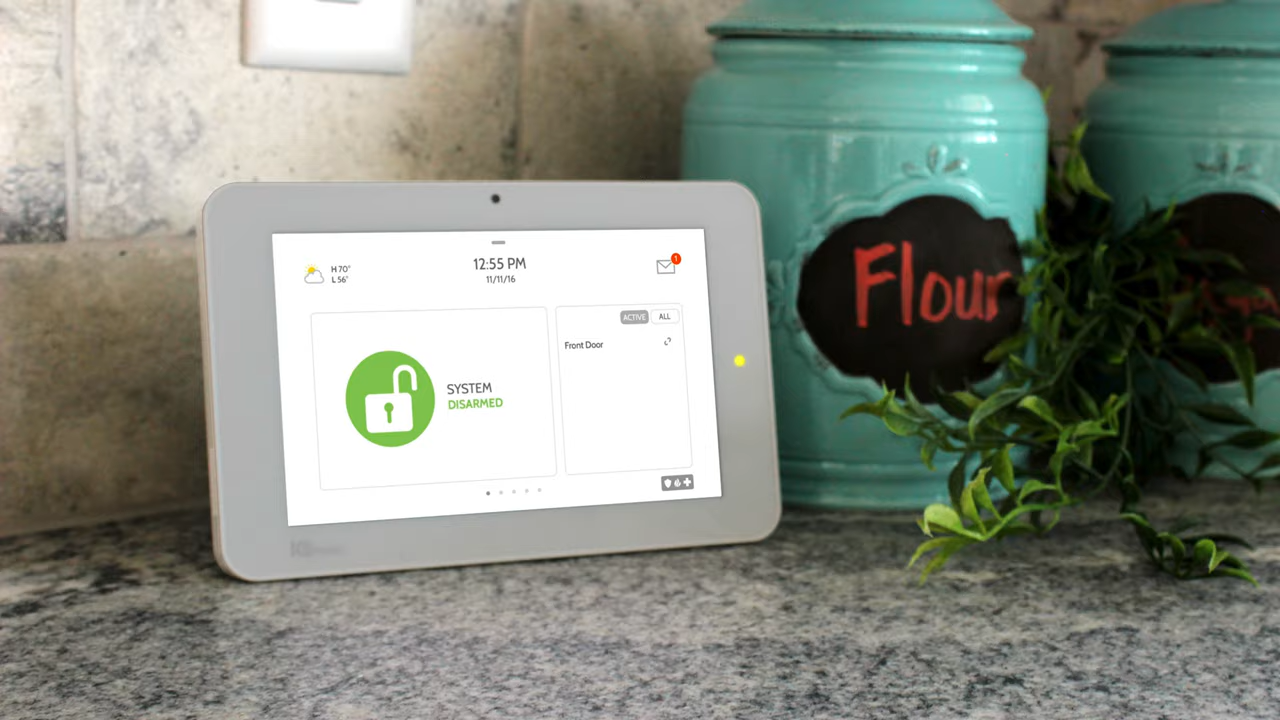 H 70°
L 56°
12:55 PM
11/11/16
1
ACTIVE
ALL
Front Door
SYSTEM
DISARMED
Flour